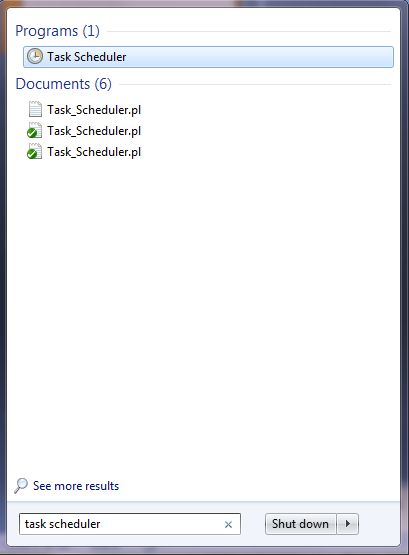 Programs (1)
Task Scheduler
Documents (6)
Task_Scheduler.pl
Task_Scheduler.pl
Task_Scheduler.pl
See more results
task scheduler
Shut down